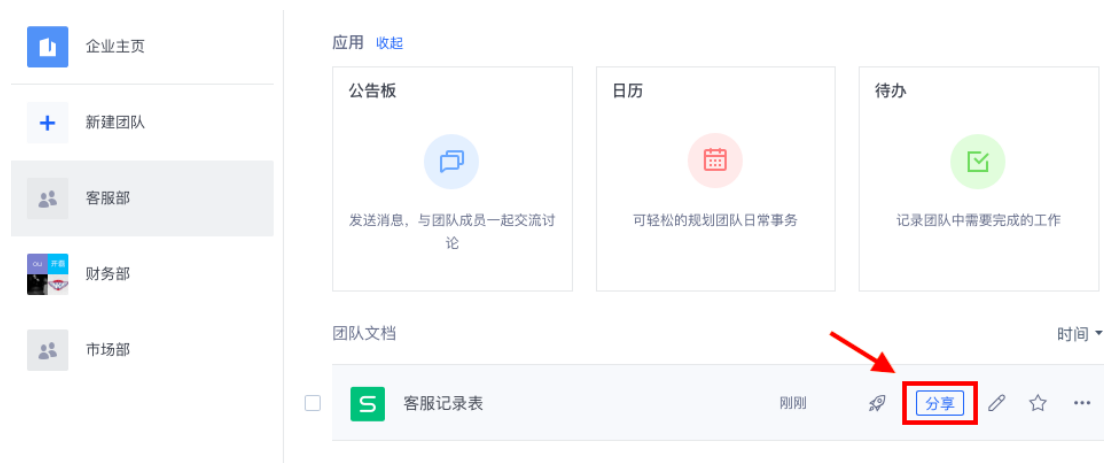 企业主页
新建团队
客服部
财务部
市场部
应用 收起
公告板
发送消息，与团队成员一起交流讨
论
日历
可轻松的规划团队日常事务
待办
记录团队中需要完成的工作
团队文档
时间
S 客服记录表 刚刚 分享